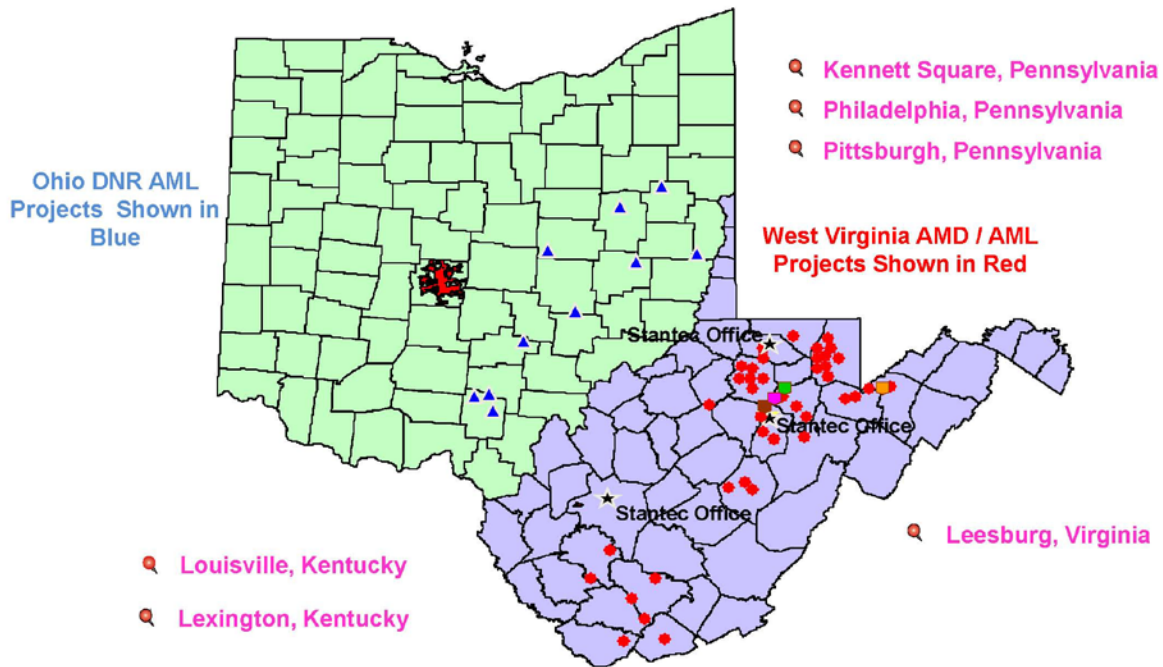 Kennett Square, Pennsylvania
Philadelphia, Pennsylvania
Pittsburgh, Pennsylvania
Ohio DNR AML
Projects Shown in
Blue
West Virginia AMD / AML
Projects Shown in Red
Stantec Office
Stantec Office
Stantec Office
Leesburg, Virginia
Louisville, Kentucky
Lexington, Kentucky